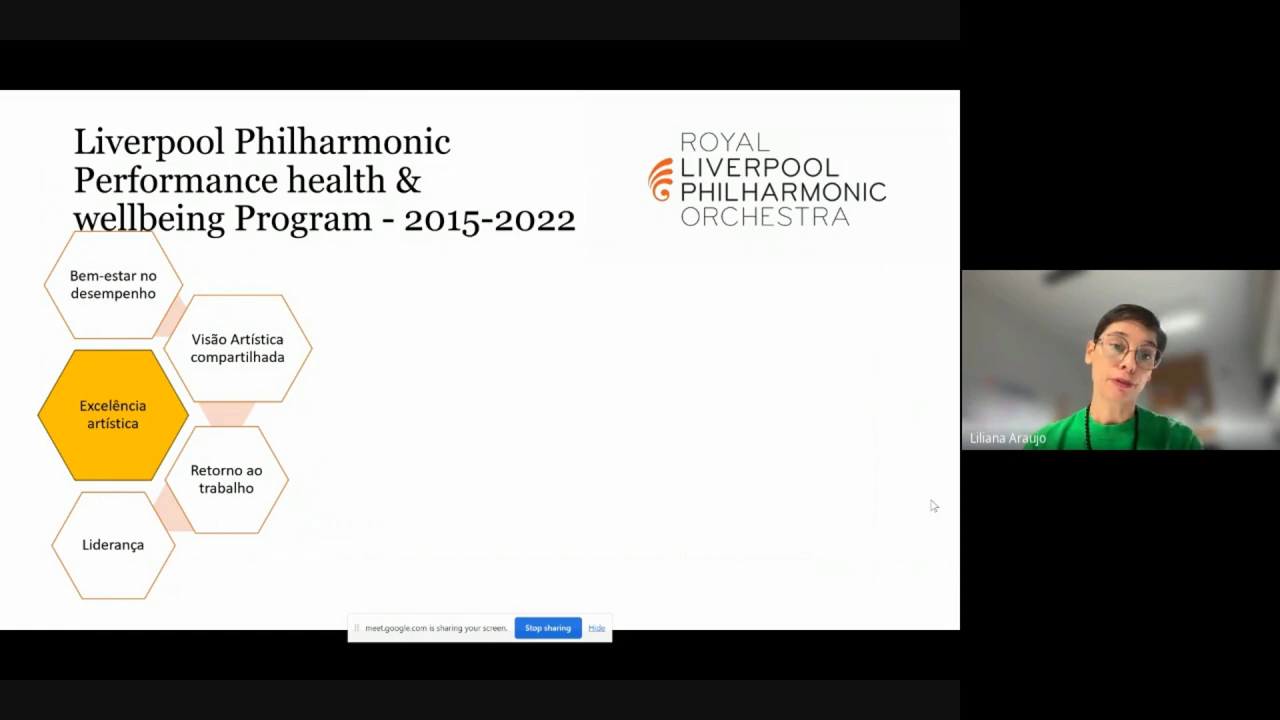 Liverpool Philharmonic
Performance health &
wellbeing Program - 2015-2022
ROYAL
LIVERPOOL
PHILHARMONIC
ORCHESTRA
Bem-estar no
desempenho
Visão Artística
compartilhada
Excelência
artística
Retorno ao
trabalho
Liderança
Liliana Araujo
meet.google.com is sharing your screen.
Stop sharing
Hide